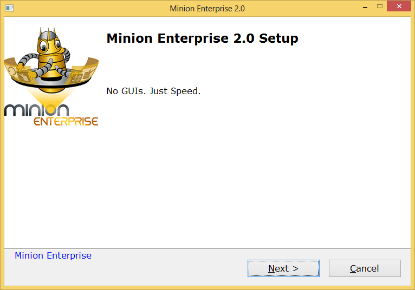 Minion Enterprise 2.0
Minion Enterprise 2.0 Setup
No GUIs. Just Speed.
minion
ENTERPRISE
Minion Enterprise
Next >
Cancel